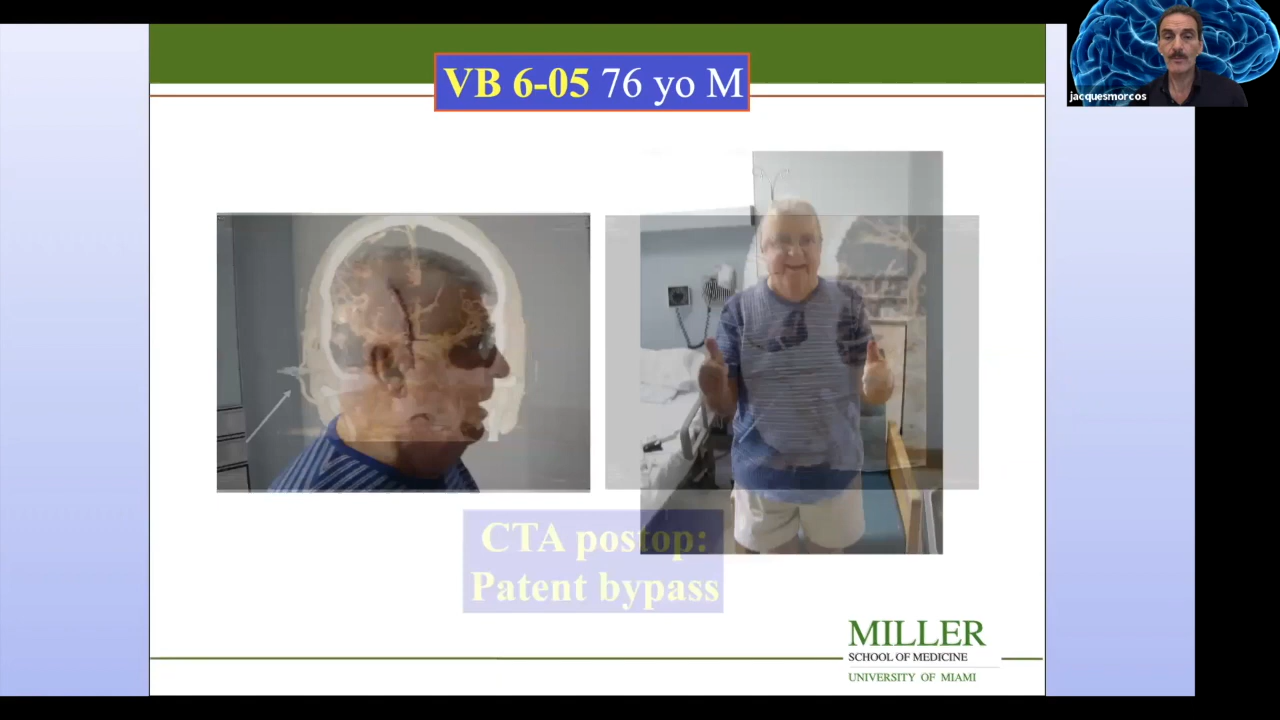 VB 6-05 76 yo M
jacquesmorcos
CTA postop:
Patent bypass
MILLER
SCHOOL OF MEDICINE
UNIVERSITY OF MIAMI